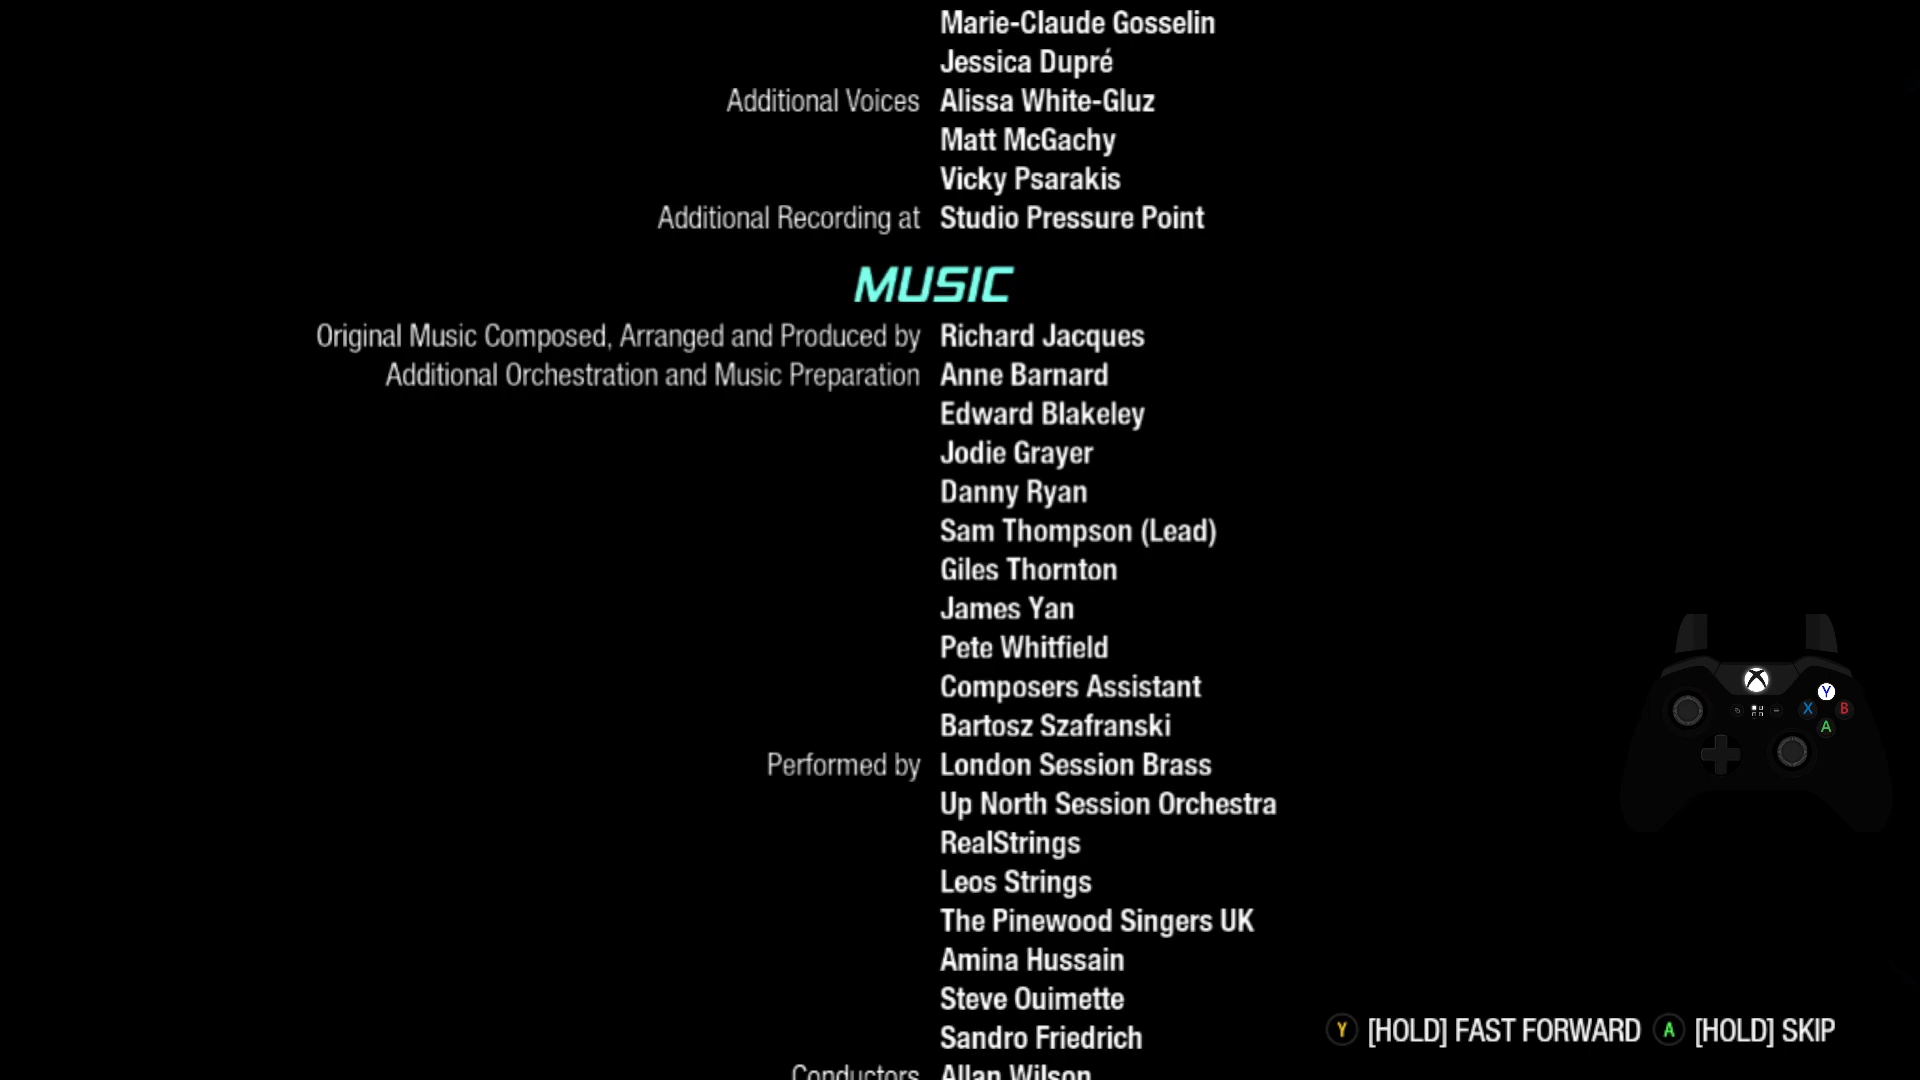 Marie-Claude Gosselin
Jessica Dupré
Additional Voices Alissa White-Gluz
Matt McGachy
Vicky Psarakis
Additional Recording at Studio Pressure Point
MUSIC
Original Music Composed, Arranged and Produced by Richard Jacques
Additional Orchestration and Music Preparation Anne Barnard
Edward Blakeley
Jodie Grayer
Danny Ryan
Sam Thompson (Lead)
Giles Thornton
James Yan
Pete Whitfield
Composers Assistant
Bartosz Szafranski
Performed by London Session Brass
Up North Session Orchestra
RealStrings
Leos Strings
The Pinewood Singers UK
Amina Hussain
Steve Ouimette
Sandro Friedrich
Conductors Allan Wilson
Y
X B
A
Y [HOLD] FAST FORWARD A [HOLD] SKIP